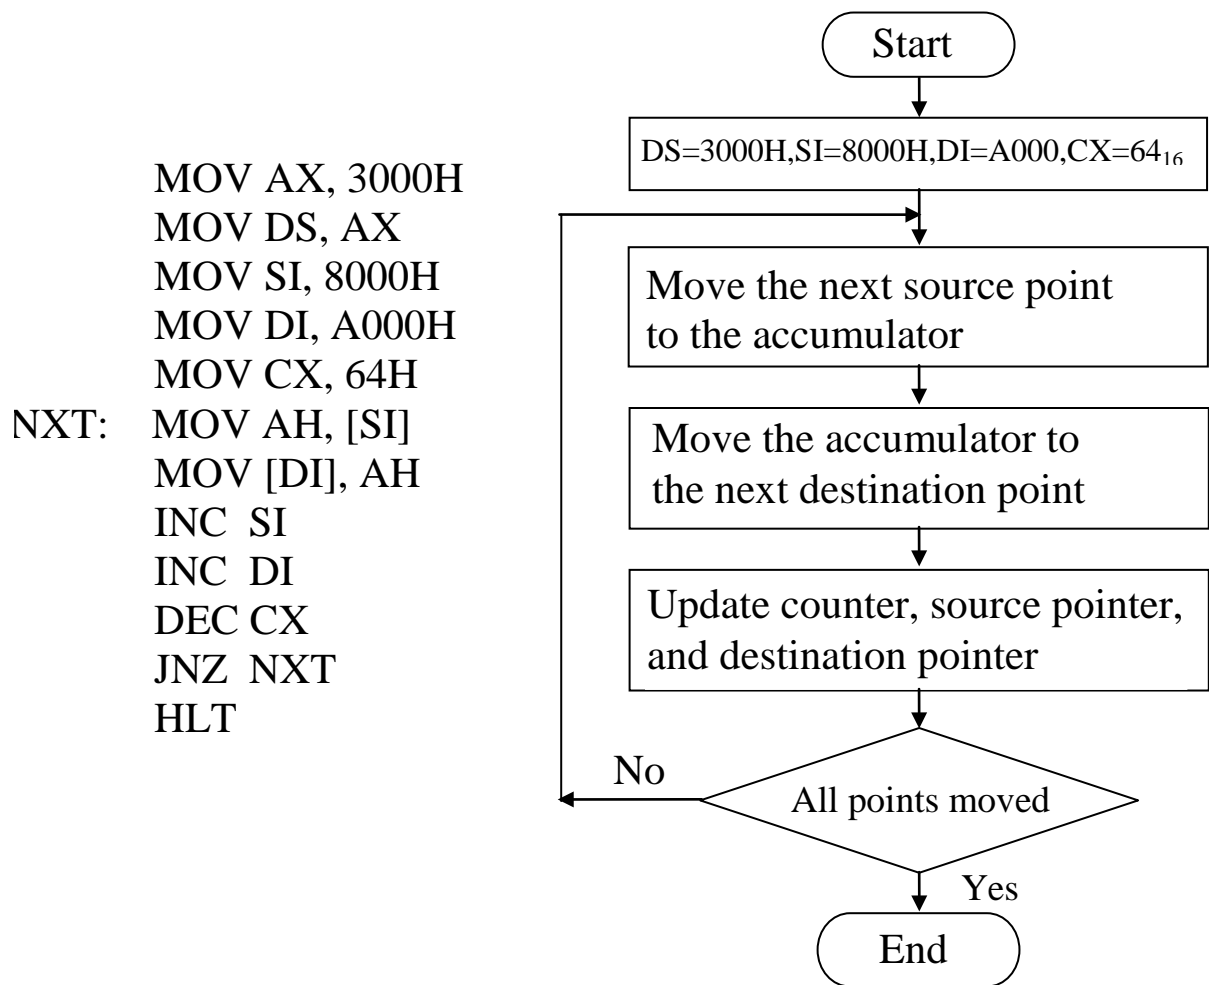 MOV AX, 3000H
MOV DS, AX
MOV SI, 8000H
MOV DI, A000H
MOV CX, 64H
NXT: MOV AH, [SI]
MOV [DI], AH
INC SI
INC DI
DEC CX
JNZ NXT
HLT
Start
DS=3000H,SI=8000H,DI=A000,CX=64₁₆
Move the next source point
to the accumulator
Move the accumulator to
the next destination point
Update counter, source pointer,
and destination pointer
All points moved
No
Yes
End